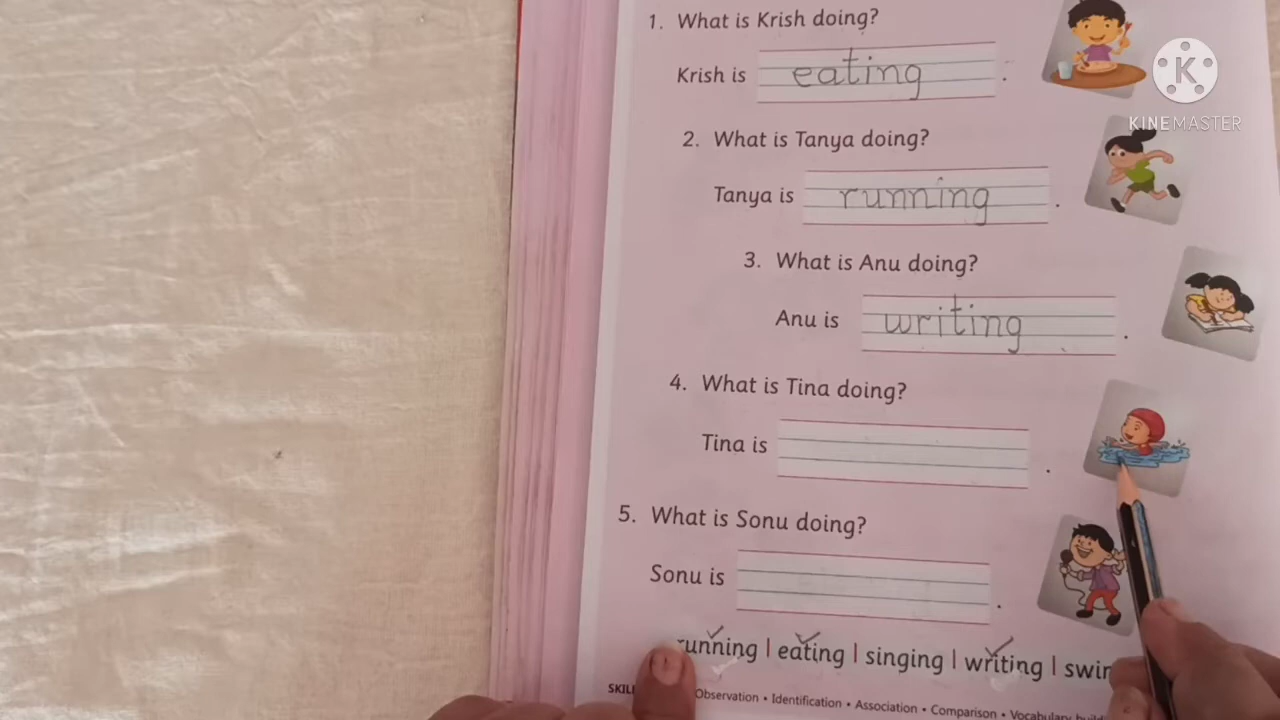 1. What is Krish doing?
Krish is eating.
K
KINEMASTER
2. What is Tanya doing?
Tanya is running.
3. What is Anu doing?
Anu is writing.
4. What is Tina doing?
Tina is .
5. What is Sonu doing?
Sonu is .
running | eating | singing | writing |
Observation • Identification • Association • Comparison • Vocabulary